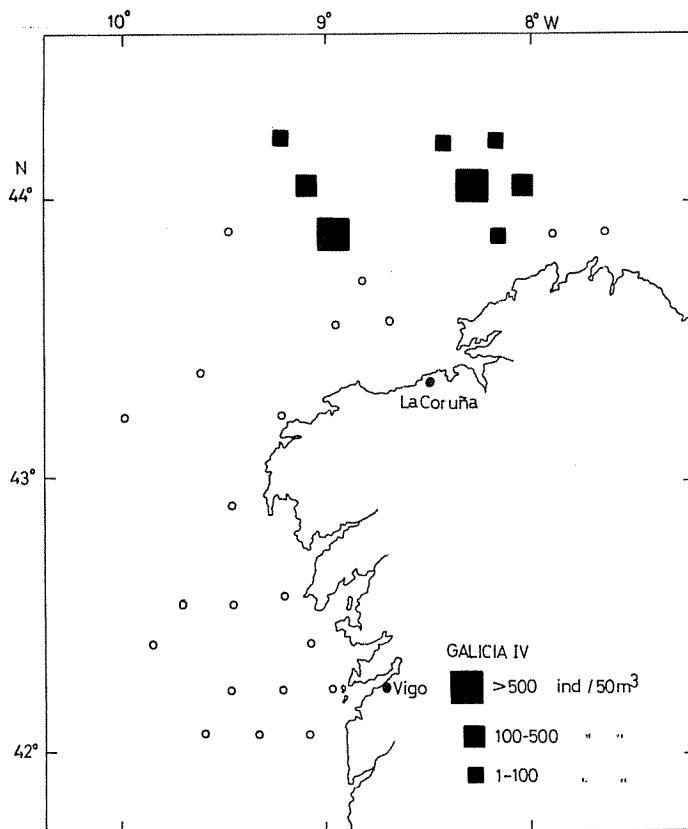 10° 9° 8° W
N
44°
La Coruña
43°
GALICIA IV
>500 ind / 50m³
Vigo
100-500 " "
42°
1-100 " "